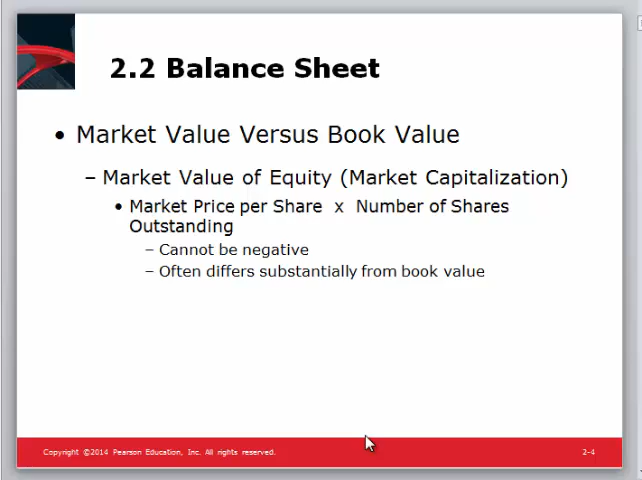 2.2 Balance Sheet
• Market Value Versus Book Value
– Market Value of Equity (Market Capitalization)
• Market Price per Share x Number of Shares
Outstanding
– Cannot be negative
– Often differs substantially from book value
Copyright ©2014 Pearson Education, Inc. All rights reserved.
2-4